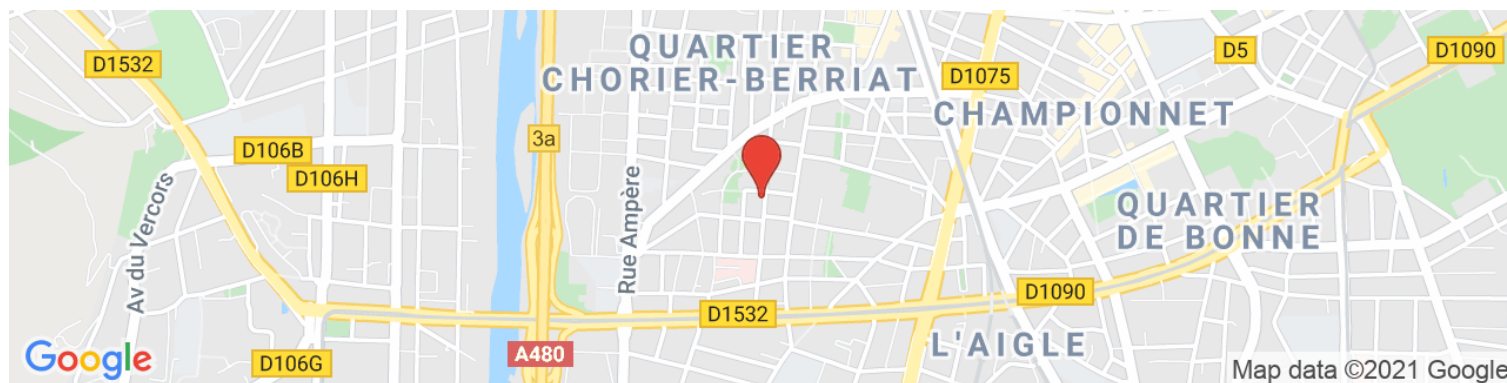 QUARTIER
CHORIER-BERRIAT
D1532
D1075
D5
D1090
CHAMPIONNET
3a
D106B
D106H
Av du Vercors
Rue Ampère
QUARTIER
DE BONNE
D1090
D1532
L'AIGLE
A480
D106G
Google
Map data ©2021 Google